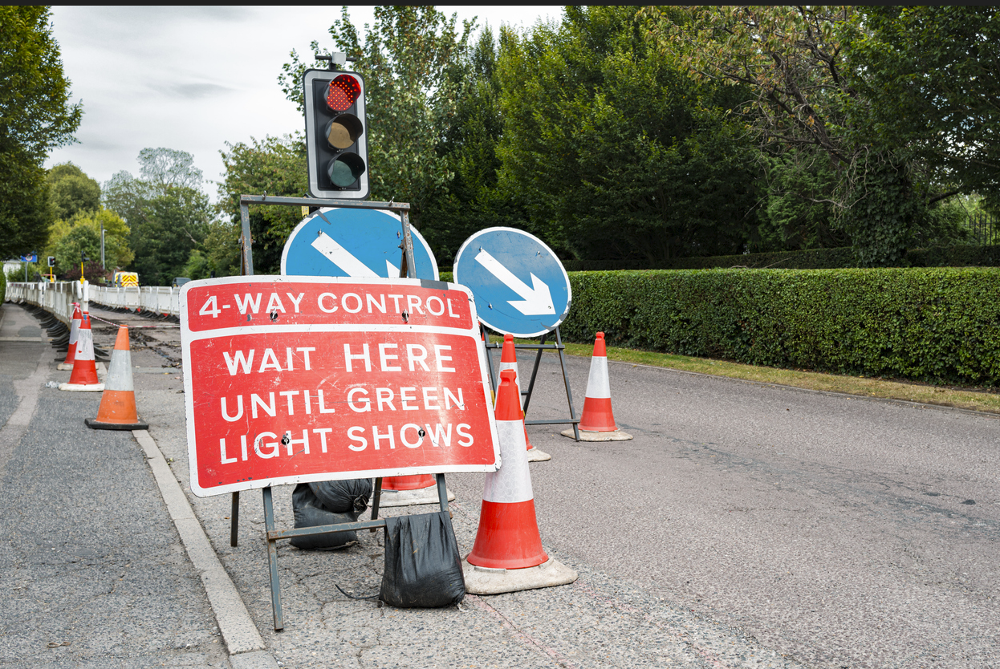 4-WAY CONTROL
WAIT HERE
UNTIL GREEN
LIGHT SHOWS